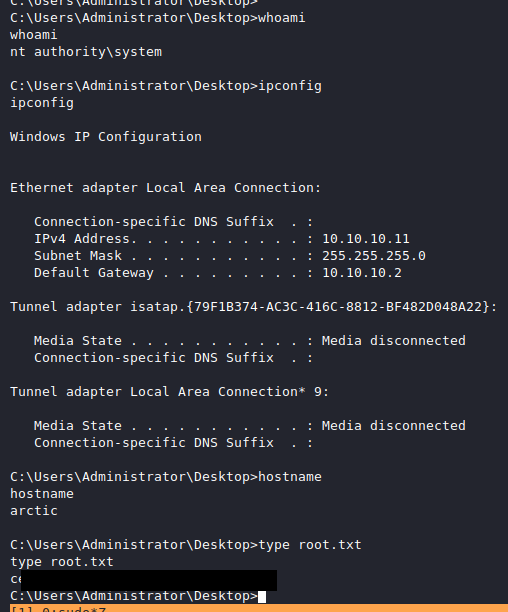 C:\Users\Administrator\Desktop>
C:\Users\Administrator\Desktop>whoami
whoami
nt authority\system
C:\Users\Administrator\Desktop>ipconfig
ipconfig
Windows IP Configuration
Ethernet adapter Local Area Connection:
Connection-specific DNS Suffix  . :
IPv4 Address. . . . . . . . . . . : 10.10.10.11
Subnet Mask . . . . . . . . . . . : 255.255.255.0
Default Gateway . . . . . . . . . : 10.10.10.2
Tunnel adapter isatap.{79F1B374-AC3C-416C-8812-BF482D048A22}:
Media State . . . . . . . . . . . : Media disconnected
Connection-specific DNS Suffix  . :
Tunnel adapter Local Area Connection* 9:
Media State . . . . . . . . . . . : Media disconnected
Connection-specific DNS Suffix  . :
C:\Users\Administrator\Desktop>hostname
hostname
arctic
C:\Users\Administrator\Desktop>type root.txt
type root.txt
ce
C:\Users\Administrator\Desktop>